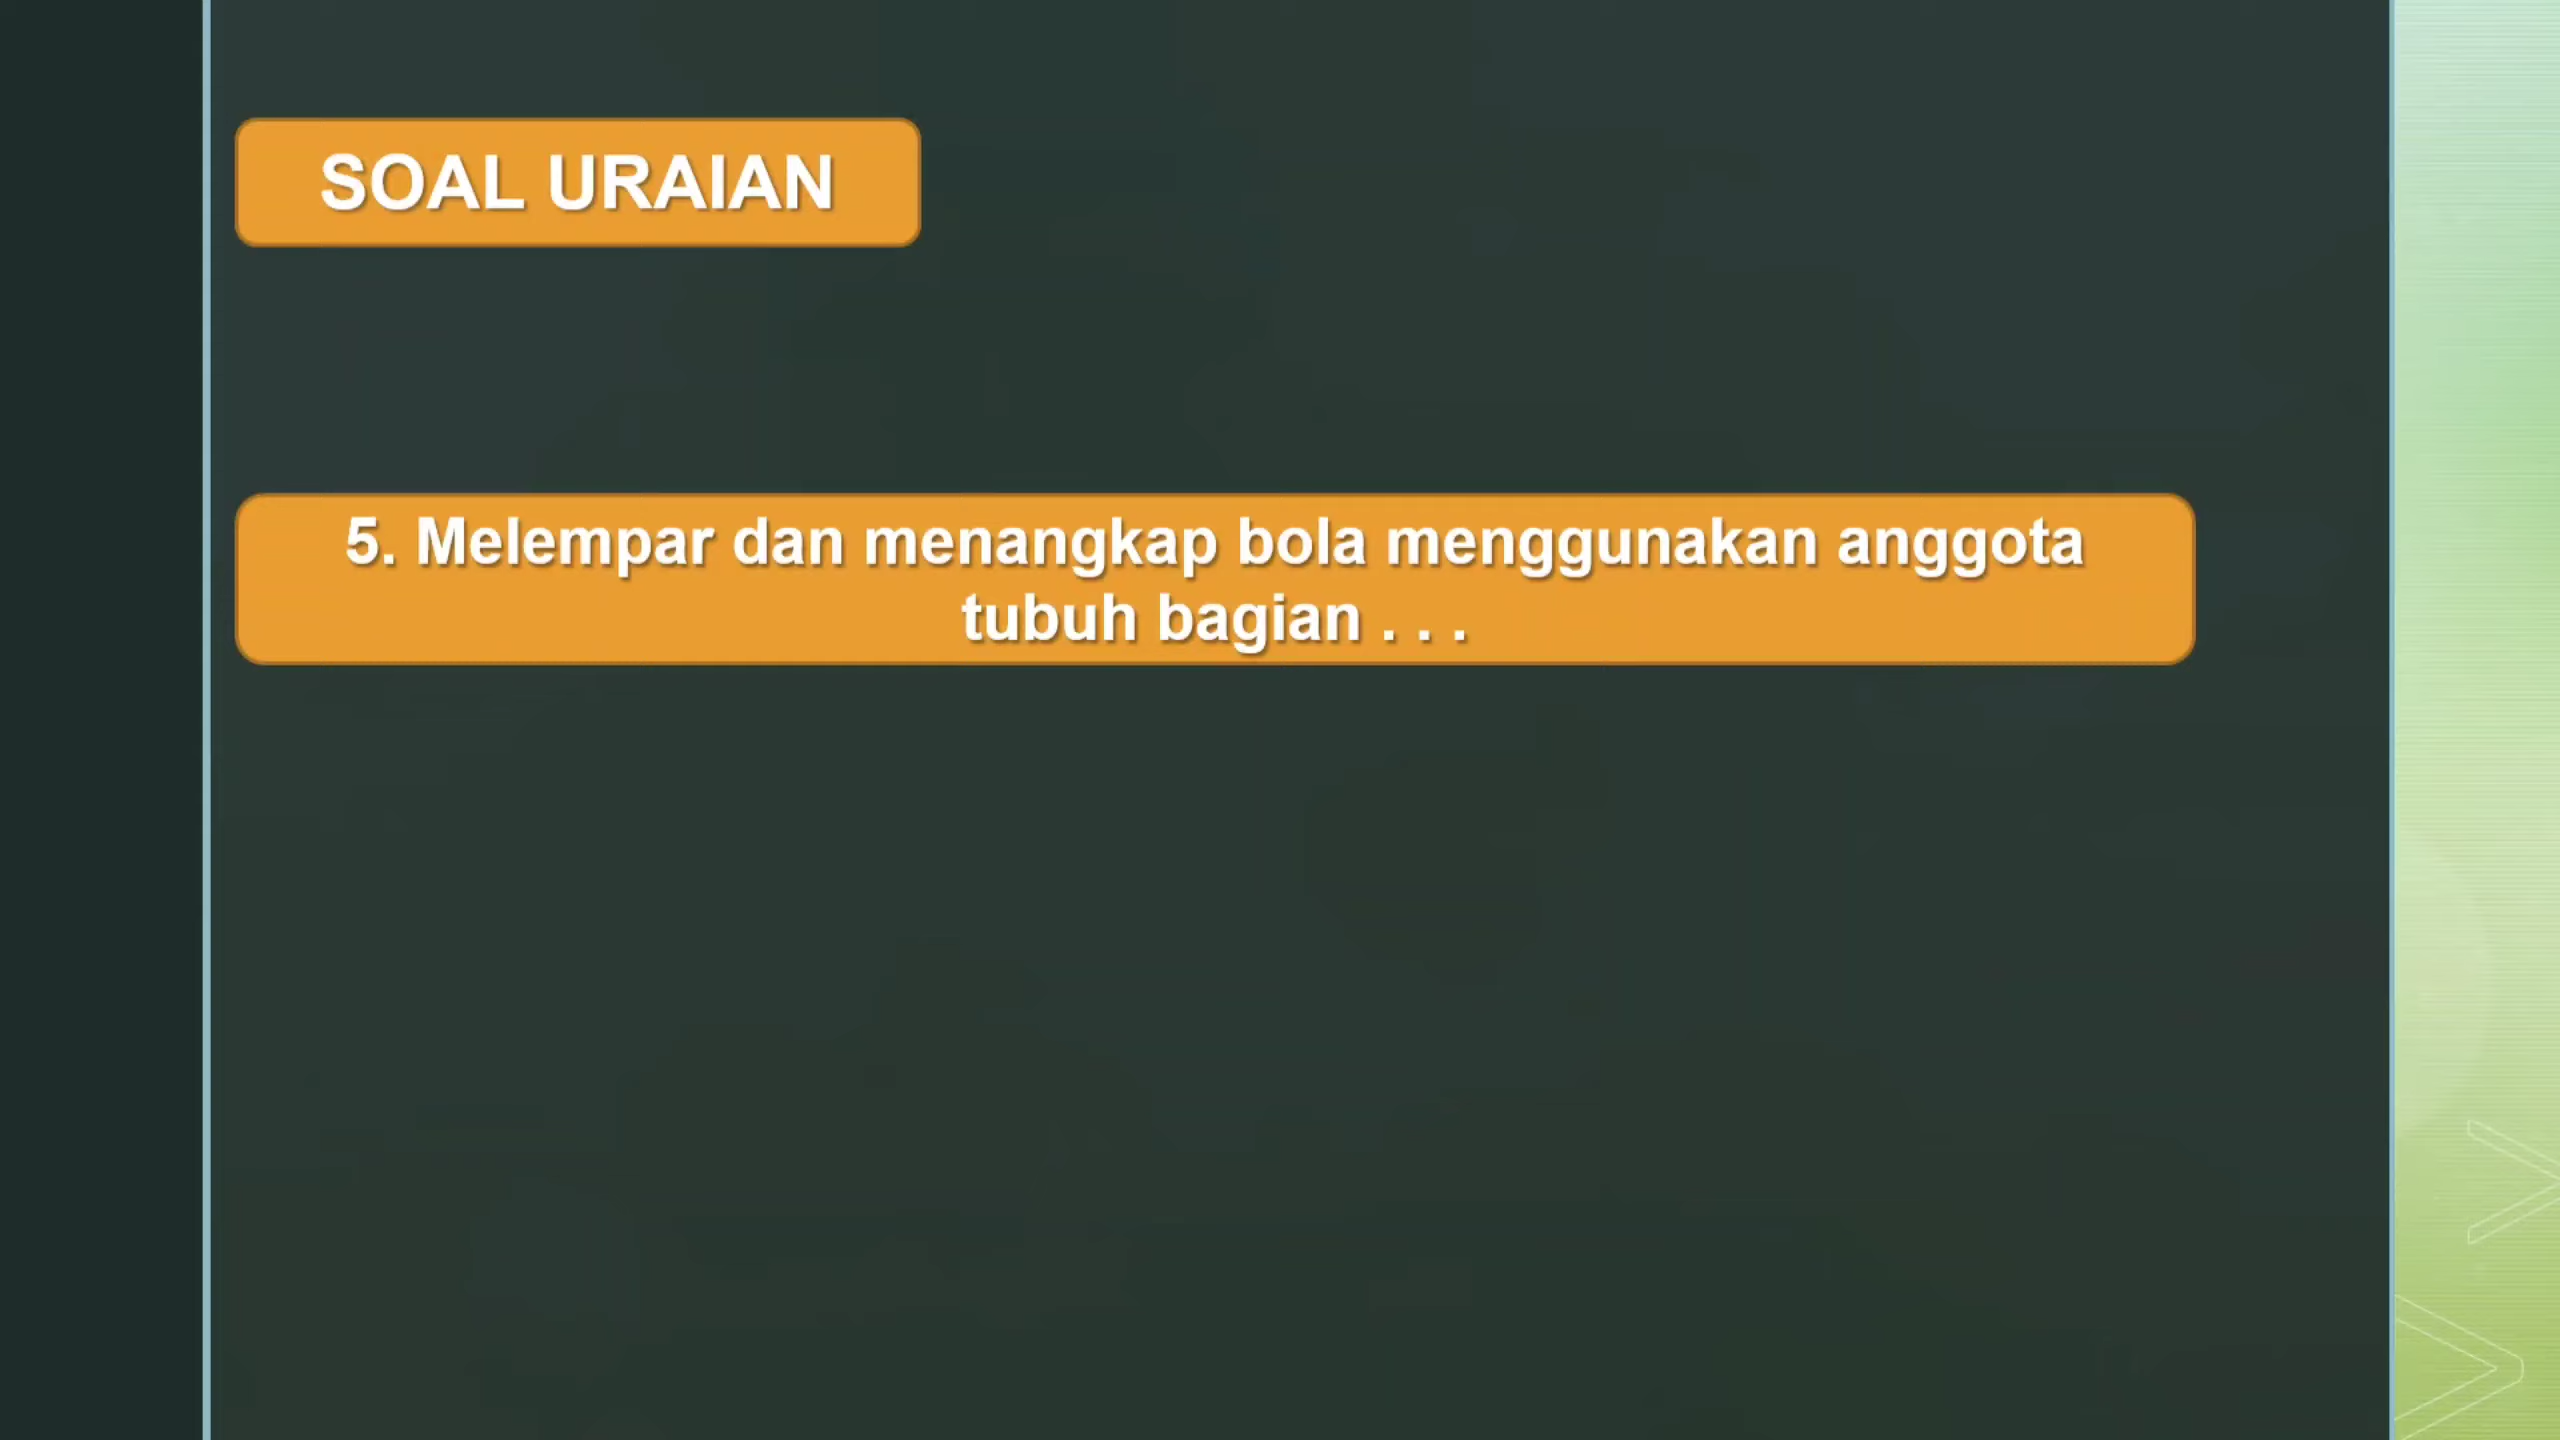 SOAL URAIAN
5. Melempar dan menangkap bola menggunakan anggota
tubuh bagian . . .